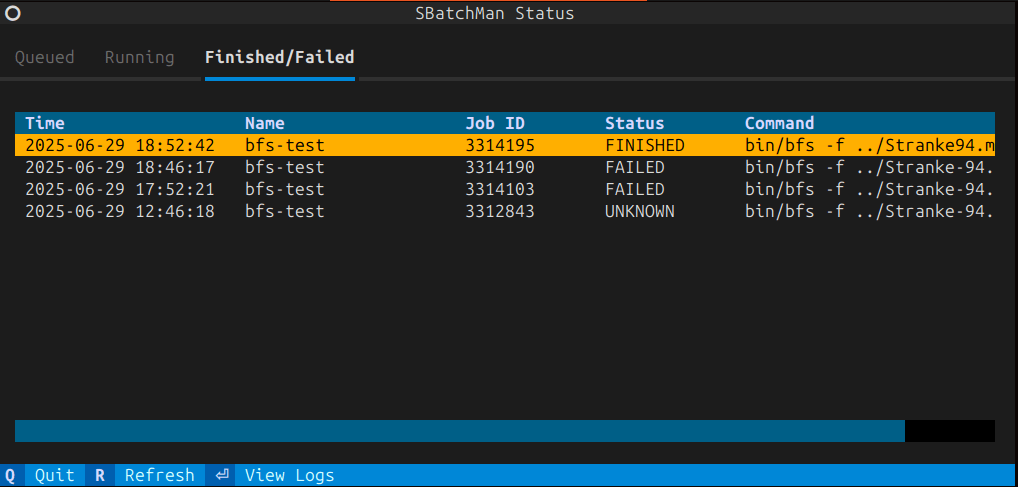 SBatchMan Status
Queued Running Finished/Failed
Time Name Job ID Status Command
2025-06-29 18:52:42 bfs-test 3314195 FINISHED bin/bfs -f ../Stranke94.m
2025-06-29 18:46:17 bfs-test 3314190 FAILED bin/bfs -f ../Stranke-94.
2025-06-29 17:52:21 bfs-test 3314103 FAILED bin/bfs -f ../Stranke-94.
2025-06-29 12:46:18 bfs-test 3312843 UNKNOWN bin/bfs -f ../Stranke-94.
Q Quit R Refresh ⏎ View Logs